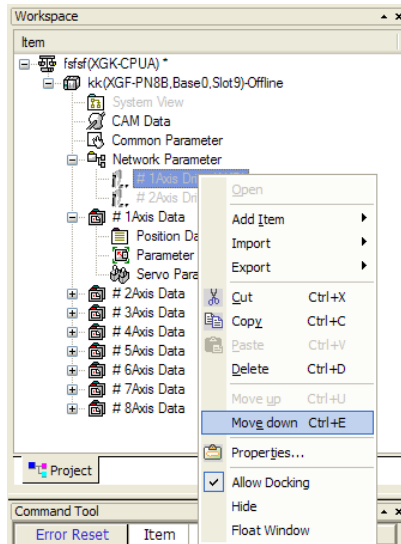 Workspace
Item
fsfsf(XGK-CPUA) *
kk(XGF-PN8B,Base0,Slot9)-Offline
System View
CAM Data
Common Parameter
Network Parameter
# 1Axis Dri
# 2Axis Dri
# 1Axis Data
Position Da
Parameter
Servo Para
# 2Axis Data
# 3Axis Data
# 4Axis Data
# 5Axis Data
# 6Axis Data
# 7Axis Data
# 8Axis Data
Open
Add Item
Import
Export
Cut Ctrl+X
Copy Ctrl+C
Paste Ctrl+V
Delete Ctrl+D
Move up Ctrl+U
Move down Ctrl+E
Properties...
Allow Docking
Hide
Float Window
Project
Command Tool
Error Reset Item